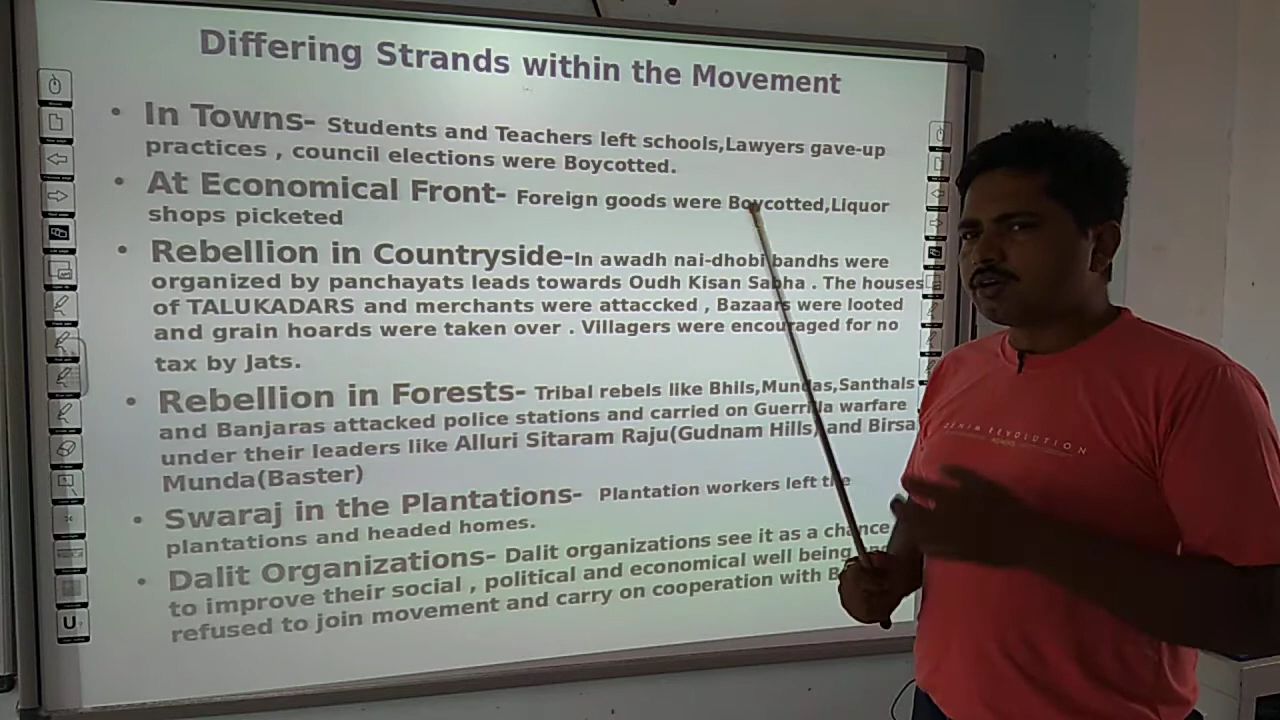 Differing Strands within the Movement
• In Towns- Students and Teachers left schools,Lawyers gave-up
practices , council elections were Boycotted.
• At Economical Front- Foreign goods were Boycotted,Liquor
shops picketed
• Rebellion in Countryside-In awadh nai-dhobi bandhs were
organized by panchayats leads towards Oudh Kisan Sabha . The houses
of TALUKADARS and merchants were attaccked , Bazaars were looted
and grain hoards were taken over . Villagers were encouraged for no
tax by Jats.
• Rebellion in Forests- Tribal rebels like Bhils,Mundas,Santhals
and Banjaras attacked police stations and carried on Guerrilla warfare
under their leaders like Alluri Sitaram Raju(Gudnam Hills) and Birsa
Munda(Baster)
• Swaraj in the Plantations- Plantation workers left the
plantations and headed homes.
• Dalit Organizations- Dalit organizations see it as a chance
to improve their social , political and economical well being
refused to join movement and carry on cooperation with
DENIM REVOLUTION